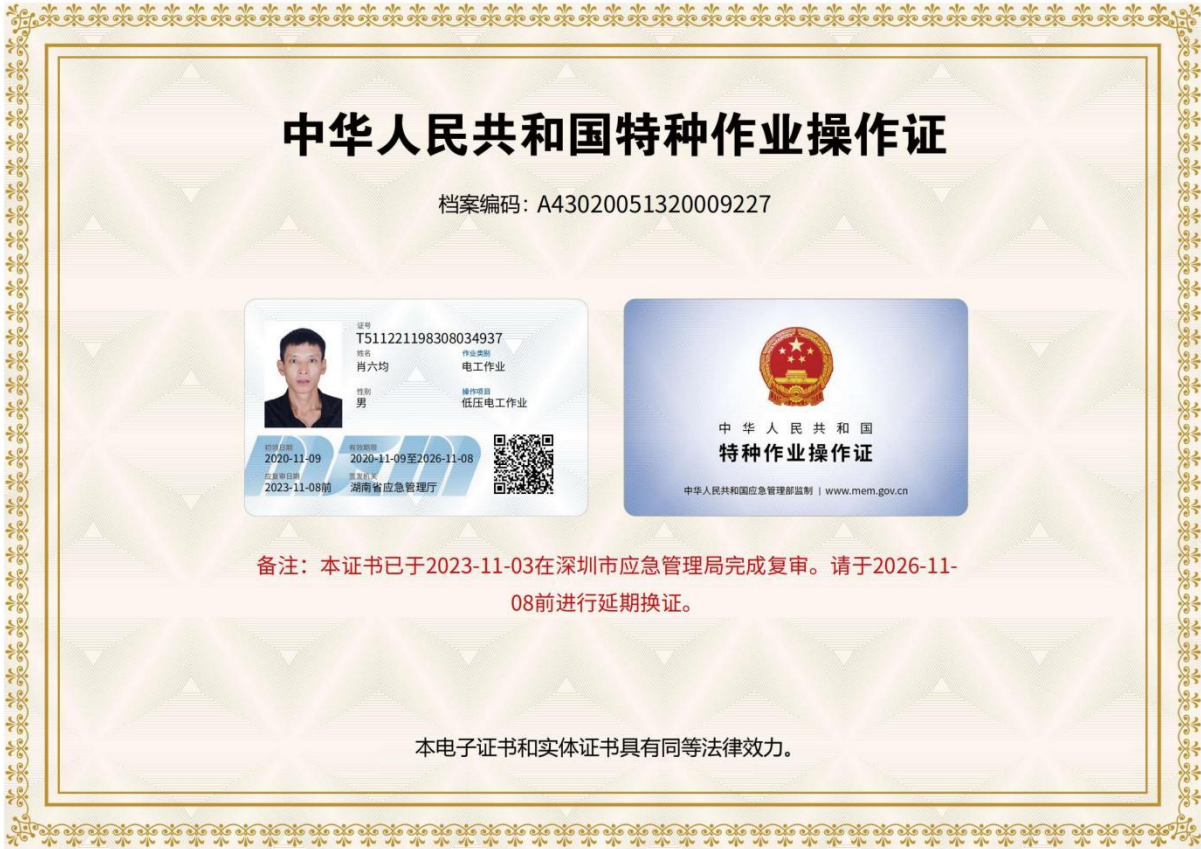 中华人民共和国特种作业操作证
档案编码：A43020051320009227
证号
T511221198308034937
姓名
肖六均
作业类别
电工作业
性别
男
操作项目
低压电工作业
初领日期
2020-11-09
有效期限
2020-11-09至2026-11-08
应复审日期
2023-11-08前
签发机关
湖南省应急管理厅
MEM
中华人民共和国
特种作业操作证
中华人民共和国应急管理部监制 | www.mem.gov.cn
备注：本证书已于2023-11-03在深圳市应急管理局完成复审。请于2026-11-
08前进行延期换证。
本电子证书和实体证书具有同等法律效力。